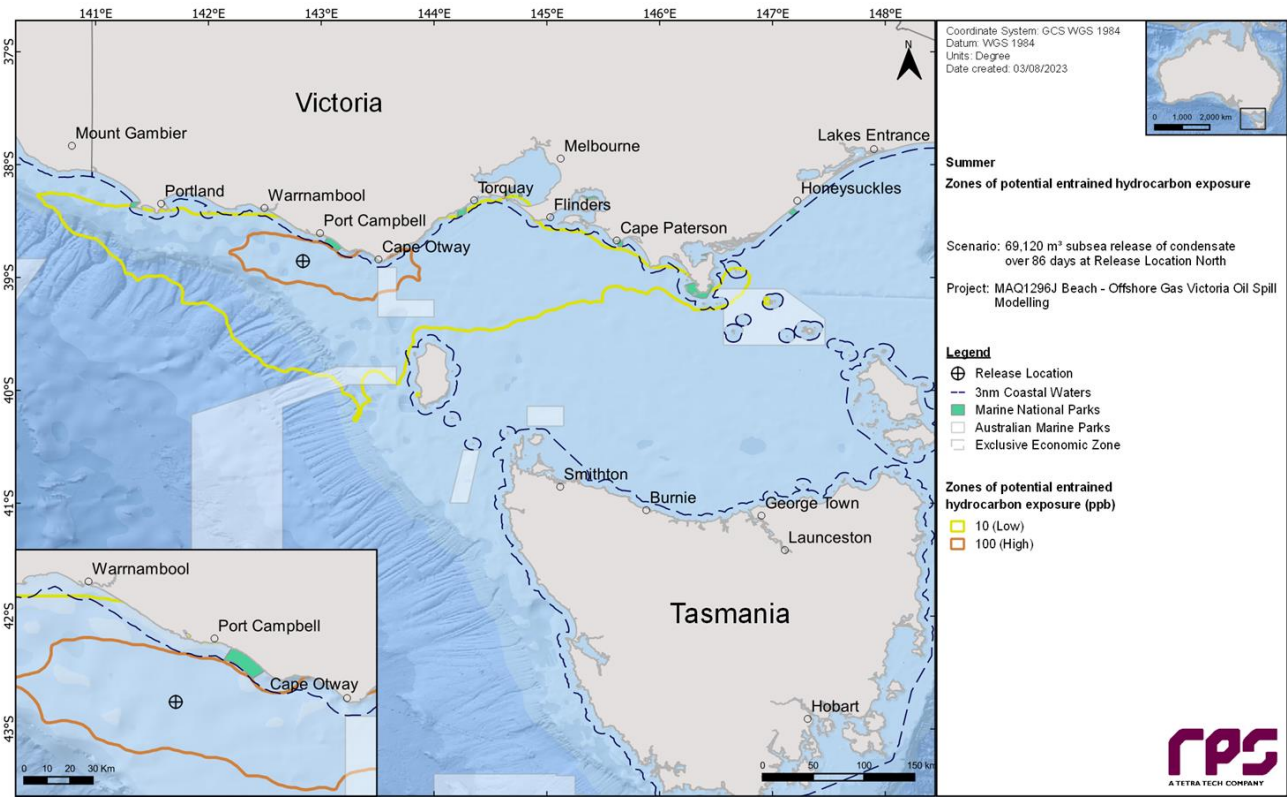 141°E 142°E 143°E 144°E 145°E 146°E 147°E 148°E
37°S
38°S
39°S
40°S
41°S
42°S
43°S
N
Victoria
Mount Gambier
Portland
Warrnambool
Port Campbell
Cape Otway
Torquay
Melbourne
Flinders
Cape Paterson
Lakes Entrance
Honeysuckles
Smithton
Burnie
George Town
Launceston
Tasmania
Hobart
0 50 100 150 km
Warrnambool
Port Campbell
Cape Otway
0 10 20 30 Km
Coordinate System: GCS WGS 1984
Datum: WGS 1984
Units: Degree
Date created: 03/08/2023
0 1,000 2,000 km
Summer
Zones of potential entrained hydrocarbon exposure
Scenario: 69,120 m³ subsea release of condensate
over 86 days at Release Location North
Project: MAQ1296J Beach - Offshore Gas Victoria Oil Spill
Modelling
Legend
Release Location
3nm Coastal Waters
Marine National Parks
Australian Marine Parks
Exclusive Economic Zone
Zones of potential entrained
hydrocarbon exposure (ppb)
10 (Low)
100 (High)
rps
A TETRA TECH COMPANY